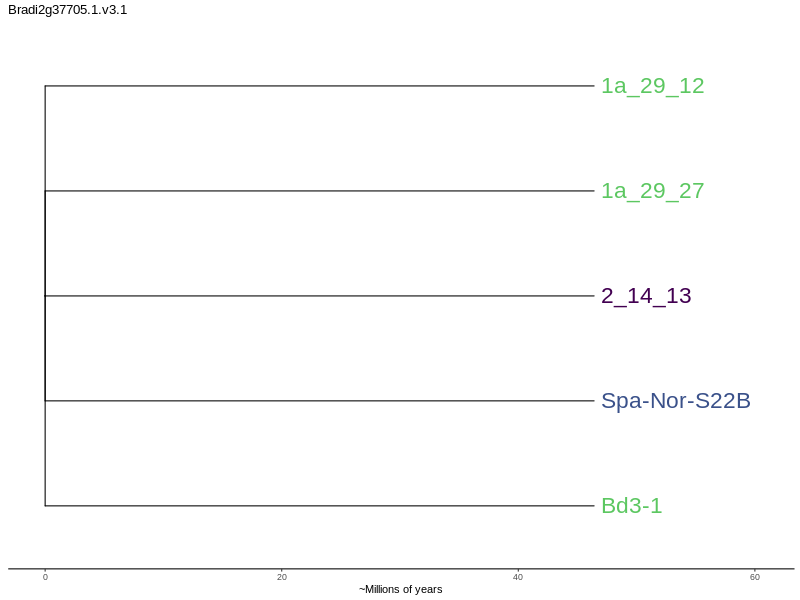 Bradi2g37705.1.v3.1
1a_29_12
1a_29_27
2_14_13
Spa-Nor-S22B
Bd3-1
0 20 40 60
~Millions of years